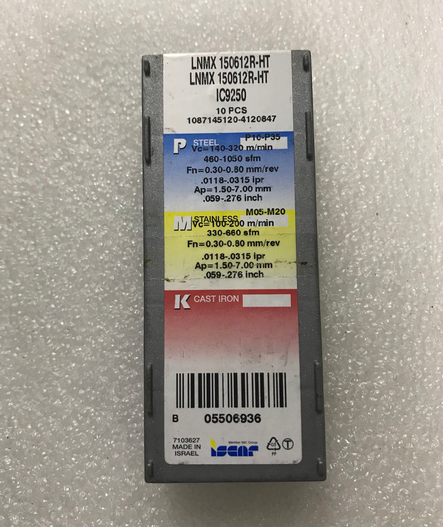 LNMX 150612R-HT
LNMX 150612R-HT
IC9250
10 PCS
1087145120-4120847
P STEEL P10-P35
Vc=140-320 m/min
460-1050 sfm
Fn=0.30-0.80 mm/rev
.0118-.0315 ipr
Ap=1.50-7.00 mm
.059-.276 inch
M STAINLESS M05-M20
Vc=100-200 m/min
330-660 sfm
Fn=0.30-0.80 mm/rev
.0118-.0315 ipr
Ap=1.50-7.00 mm
.059-.276 inch
K CAST IRON
B 05506936
7103627
MADE IN
ISRAEL
Member IMC Group
iscar
PP
T